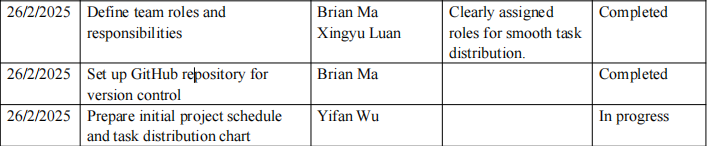 26/2/2025 Define team roles and Brian Ma Clearly assigned Completed
responsibilities Xingyu Luan roles for smooth task
distribution.
26/2/2025 Set up GitHub repository for Brian Ma Completed
version control
26/2/2025 Prepare initial project schedule Yifan Wu In progress
and task distribution chart